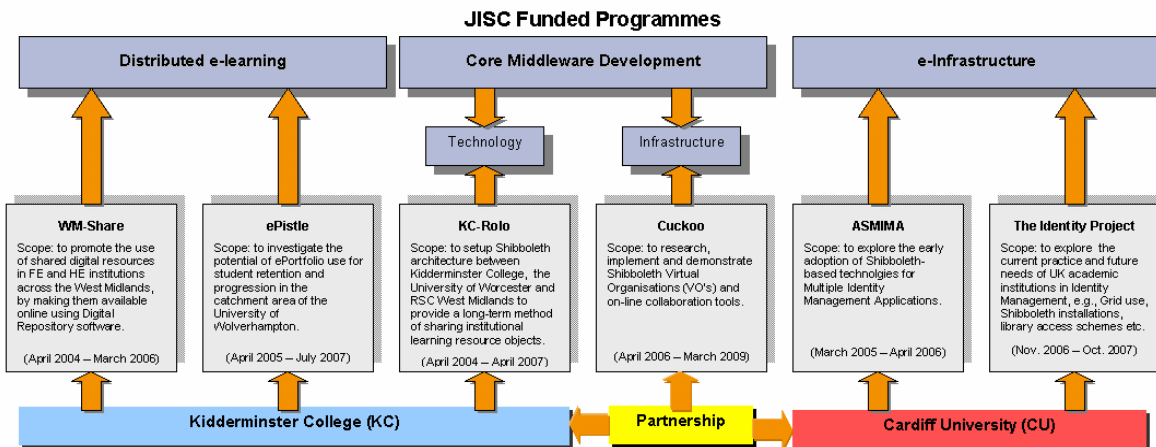 JISC Funded Programmes
Distributed e-learning
Core Middleware Development
e-Infrastructure
Technology
Infrastructure
WM-Share
Scope: to promote the use
of shared digital resources
in FE and HE institutions
across the West Midlands,
by making them available
online using Digital
Repository software.
(April 2004 – March 2006)
ePistle
Scope: to investigate the
potential of ePortfolio use for
student retention and
progression in the
catchment area of the
University of
Wolverhampton.
(April 2005 – July 2007)
KC-Rolo
Scope: to setup Shibboleth
architecture between
Kidderminster College, the
University of Worcester and
RSC West Midlands to
provide a long-term method
of sharing institutional
learning resource objects.
(April 2004 – April 2007)
Cuckoo
Scope: to research,
implement and demonstrate
Shibboleth Virtual
Organisations (VO's) and
on-line collaboration tools.
(April 2006 – March 2009)
ASMIMA
Scope: to explore the early
adoption of Shibboleth-
based technolgies for
Multiple Identity
Management Applications.
(March 2005 – April 2006)
The Identity Project
Scope: to explore the
current practice and future
needs of UK academic
institutions in Identity
Management, e.g., Grid use,
Shibboleth installations,
library access schemes etc.
(Nov. 2006 – Oct. 2007)
Kidderminster College (KC)
Partnership
Cardiff University (CU)